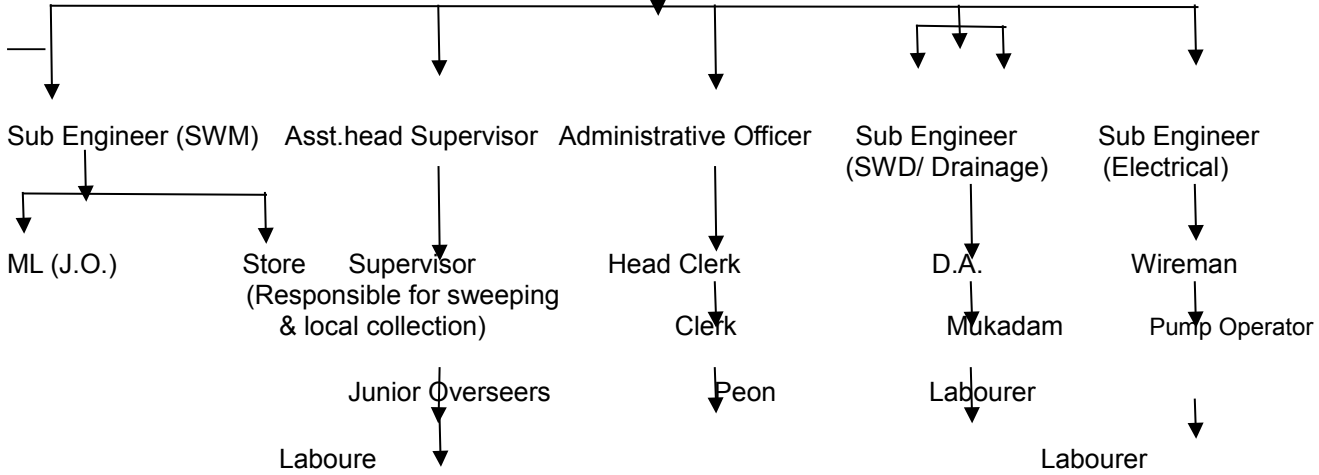 Sub Engineer (SWM) Asst.head Supervisor Administrative Officer Sub Engineer Sub Engineer
(SWD/ Drainage) (Electrical)
ML (J.O.) Store Supervisor Head Clerk D.A. Wireman
(Responsible for sweeping
& local collection) Clerk Mukadam Pump Operator
Junior Overseers Peon Labourer
Laboure Labourer